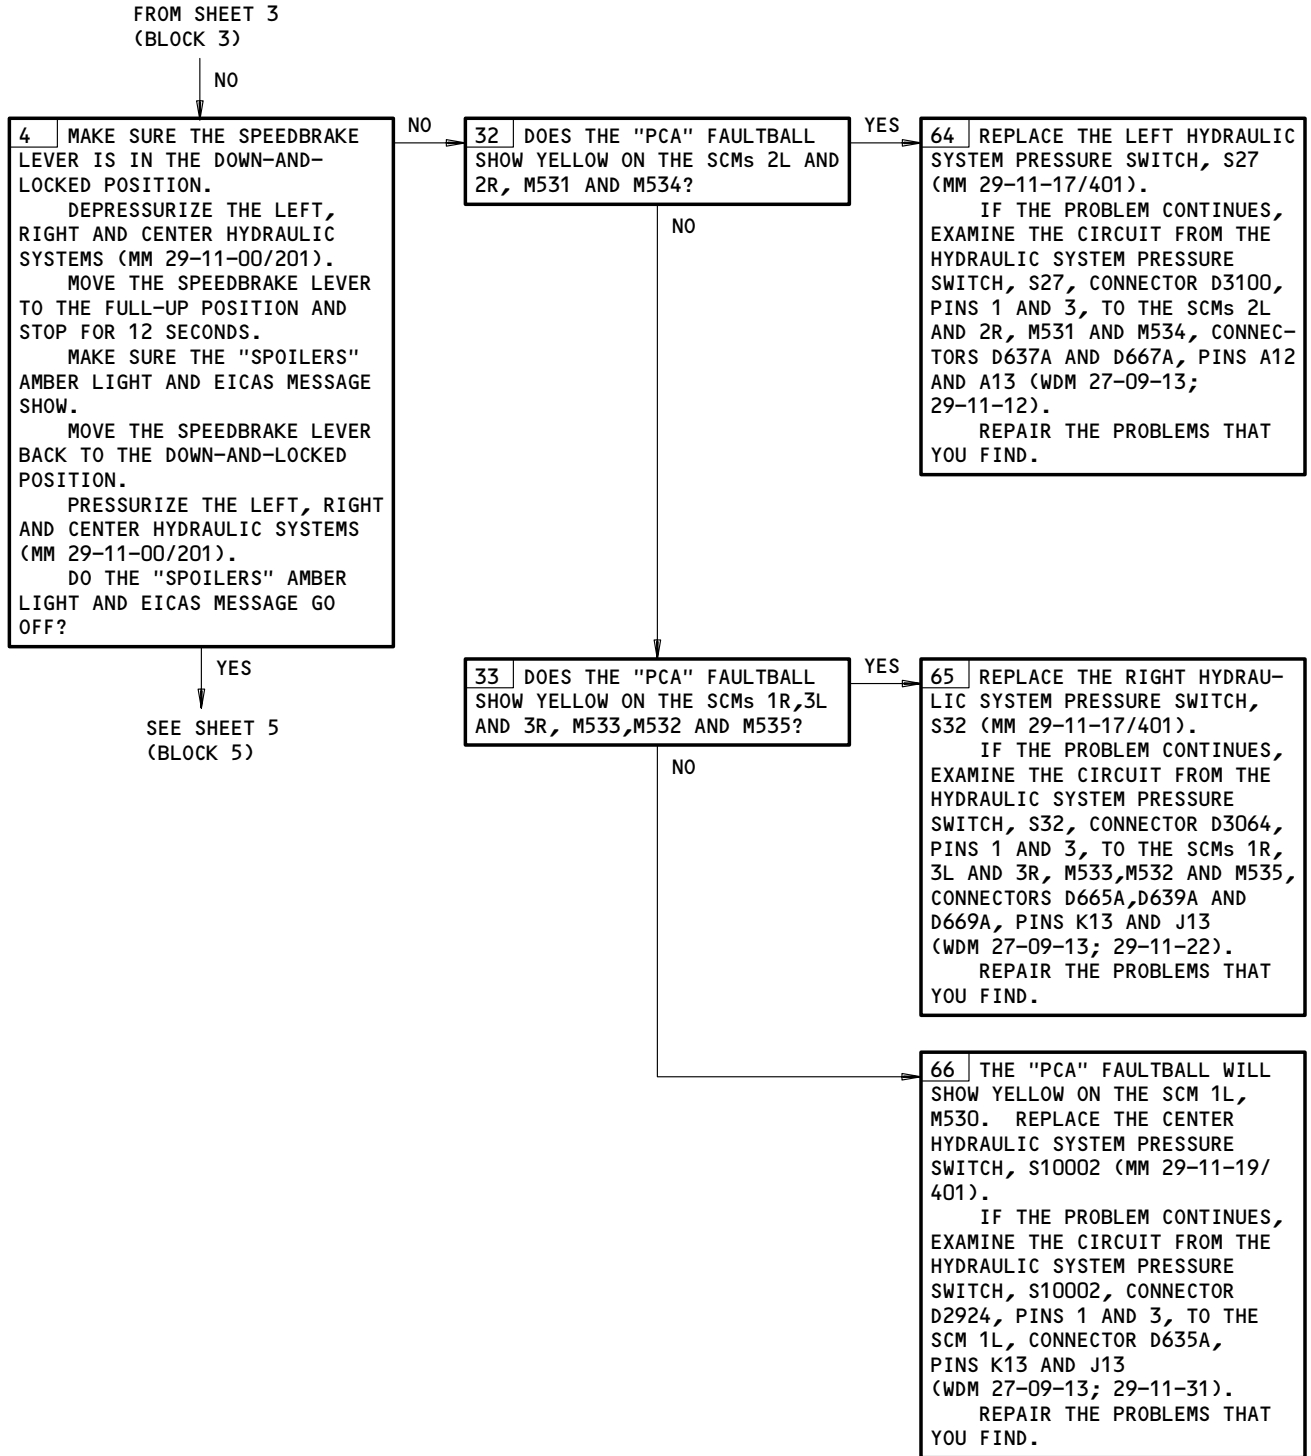 FROM SHEET 3
(BLOCK 3)
NO
4 MAKE SURE THE SPEEDBRAKE
LEVER IS IN THE DOWN-AND-
LOCKED POSITION.
DEPRESSURIZE THE LEFT,
RIGHT AND CENTER HYDRAULIC
SYSTEMS (MM 29-11-00/201).
MOVE THE SPEEDBRAKE LEVER
TO THE FULL-UP POSITION AND
STOP FOR 12 SECONDS.
MAKE SURE THE "SPOILERS"
AMBER LIGHT AND EICAS MESSAGE
SHOW.
MOVE THE SPEEDBRAKE LEVER
BACK TO THE DOWN-AND-LOCKED
POSITION.
PRESSURIZE THE LEFT, RIGHT
AND CENTER HYDRAULIC SYSTEMS
(MM 29-11-00/201).
DO THE "SPOILERS" AMBER
LIGHT AND EICAS MESSAGE GO
OFF?
YES
SEE SHEET 5
(BLOCK 5)
NO
32 DOES THE "PCA" FAULTBALL
SHOW YELLOW ON THE SCMs 2L AND
2R, M531 AND M534?
NO
YES
64 REPLACE THE LEFT HYDRAULIC
SYSTEM PRESSURE SWITCH, S27
(MM 29-11-17/401).
IF THE PROBLEM CONTINUES,
EXAMINE THE CIRCUIT FROM THE
HYDRAULIC SYSTEM PRESSURE
SWITCH, S27, CONNECTOR D3100,
PINS 1 AND 3, TO THE SCMs 2L
AND 2R, M531 AND M534, CONNEC-
TORS D637A AND D667A, PINS A12
AND A13 (WDM 27-09-13;
29-11-12).
REPAIR THE PROBLEMS THAT
YOU FIND.
33 DOES THE "PCA" FAULTBALL
SHOW YELLOW ON THE SCMs 1R,3L
AND 3R, M533,M532 AND M535?
NO
YES
65 REPLACE THE RIGHT HYDRAU-
LIC SYSTEM PRESSURE SWITCH,
S32 (MM 29-11-17/401).
IF THE PROBLEM CONTINUES,
EXAMINE THE CIRCUIT FROM THE
HYDRAULIC SYSTEM PRESSURE
SWITCH, S32, CONNECTOR D3064,
PINS 1 AND 3, TO THE SCMs 1R,
3L AND 3R, M533,M532 AND M535,
CONNECTORS D665A,D639A AND
D669A, PINS K13 AND J13
(WDM 27-09-13; 29-11-22).
REPAIR THE PROBLEMS THAT
YOU FIND.
66 THE "PCA" FAULTBALL WILL
SHOW YELLOW ON THE SCM 1L,
M530. REPLACE THE CENTER
HYDRAULIC SYSTEM PRESSURE
SWITCH, S10002 (MM 29-11-19/
401).
IF THE PROBLEM CONTINUES,
EXAMINE THE CIRCUIT FROM THE
HYDRAULIC SYSTEM PRESSURE
SWITCH, S10002, CONNECTOR
D2924, PINS 1 AND 3, TO THE
SCM 1L, CONNECTOR D635A,
PINS K13 AND J13
(WDM 27-09-13; 29-11-31).
REPAIR THE PROBLEMS THAT
YOU FIND.